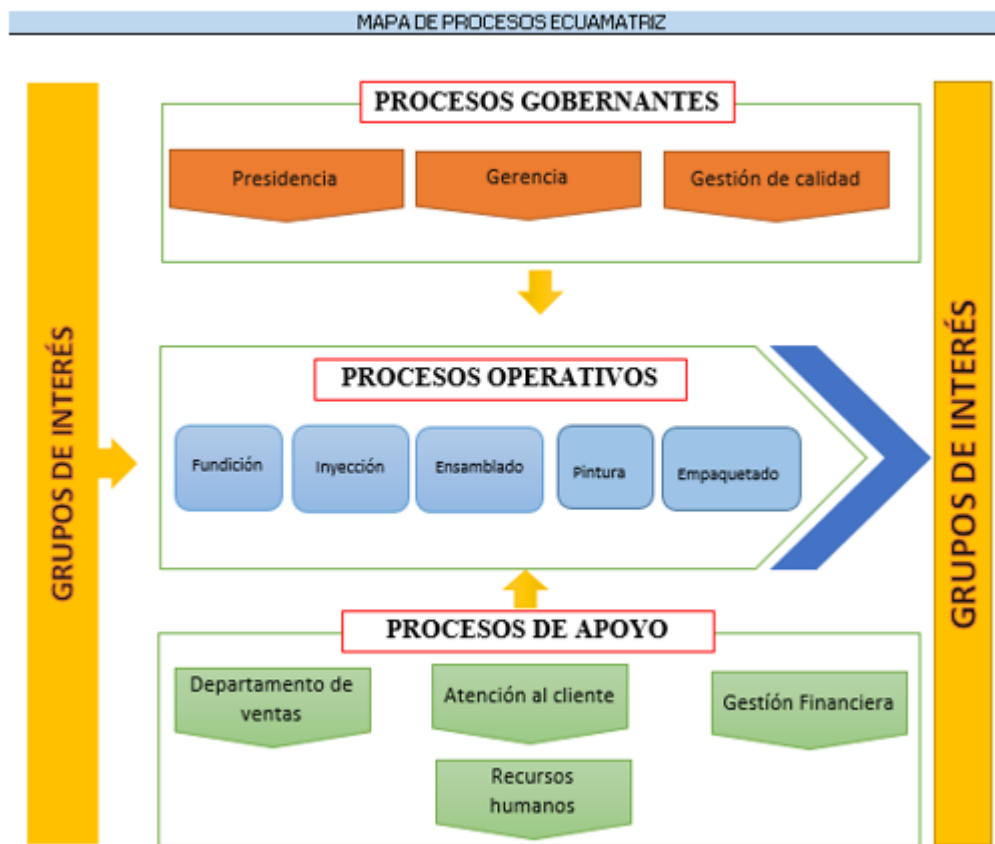 MAPA DE PROCESOS ECUAMATRIZ
PROCESOS GOBERNANTES
Presidencia
Gerencia
Gestión de calidad
GRUPOS DE INTERÉS
PROCESOS OPERATIVOS
Fundición
Inyección
Ensamblado
Pintura
Empaquetado
GRUPOS DE INTERÉS
PROCESOS DE APOYO
Departamento de
ventas
Atención al cliente
Gestíón Financiera
Recursos
humanos